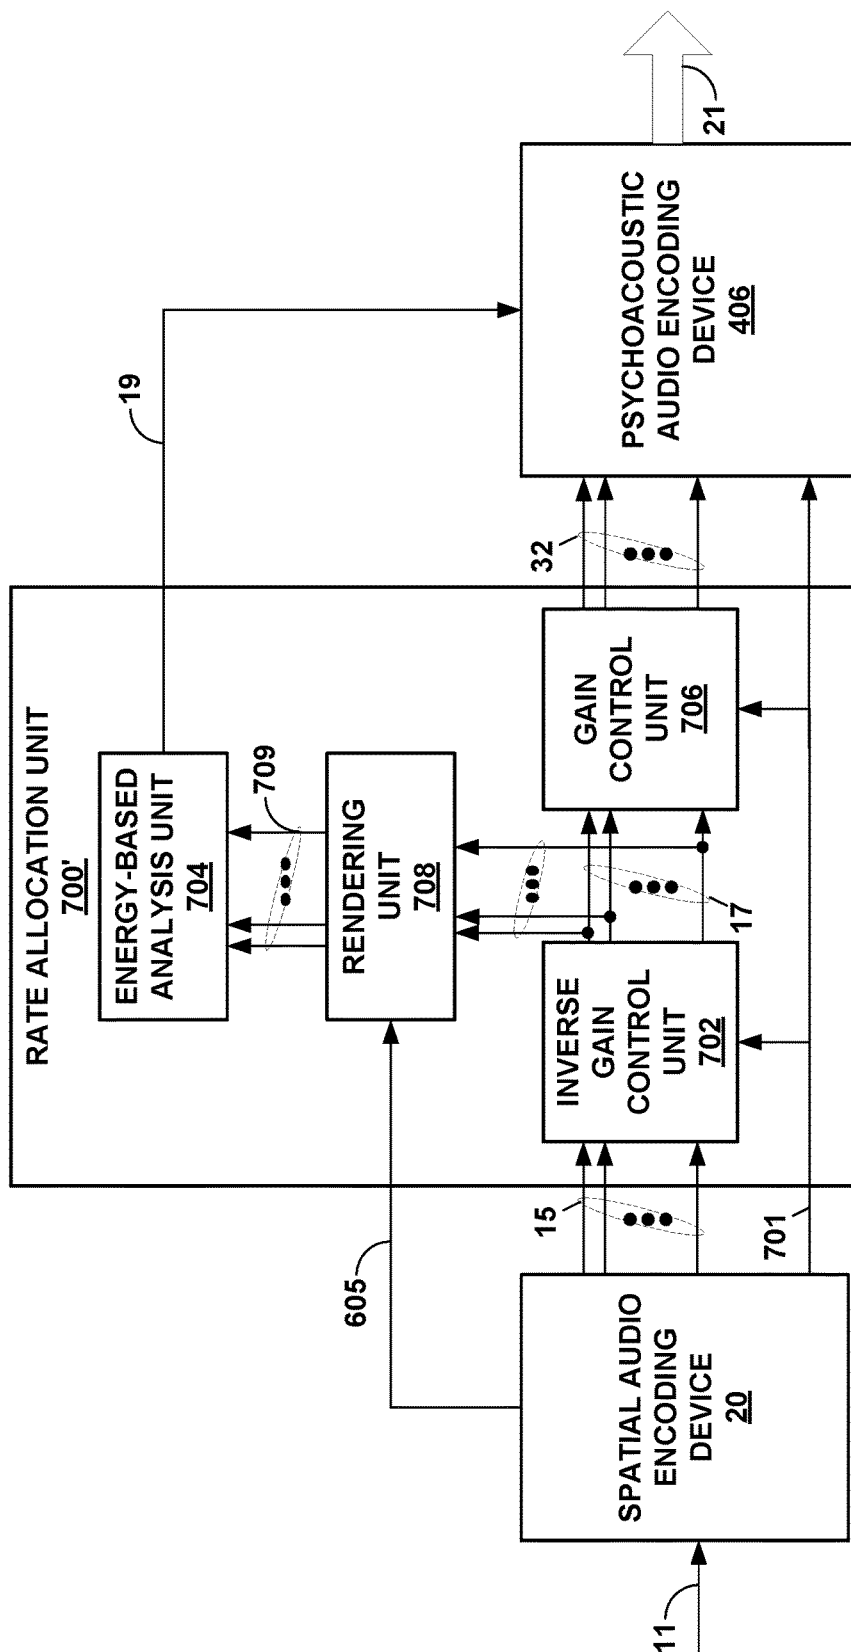 RATE ALLOCATION UNIT
700'
ENERGY-BASED
ANALYSIS UNIT
704
19
709
RENDERING
UNIT
708
605
INVERSE
GAIN
CONTROL
UNIT
702
GAIN
CONTROL
UNIT
706
17
15
32
701
11
SPATIAL AUDIO
ENCODING
DEVICE
20
PSYCHOACOUSTIC
AUDIO ENCODING
DEVICE
406
21